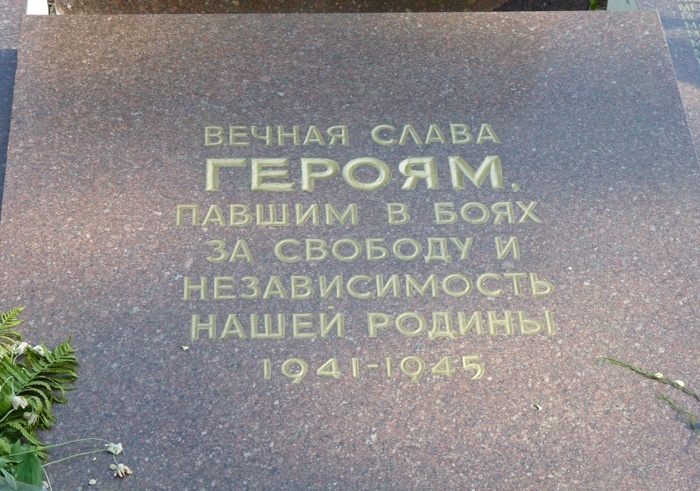 ВЕЧНАЯ СЛАВА
ГЕРОЯМ,
ПАВШИМ В БОЯХ
ЗА СВОБОДУ И
НЕЗАВИСИМОСТЬ
НАШЕЙ РОДИНЫ
1941-1945.